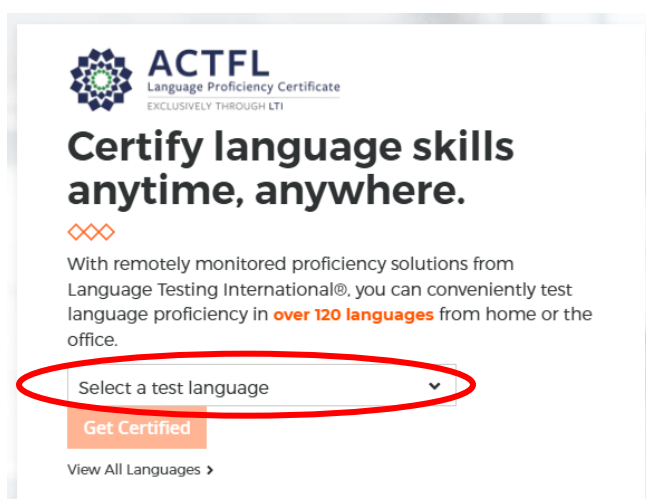 ACTFL
Language Proficiency Certificate
EXCLUSIVELY THROUGH LTI
Certify language skills
anytime, anywhere.
With remotely monitored proficiency solutions from
Language Testing International®, you can conveniently test
language proficiency in over 120 languages from home or the
office.
Select a test language
Get Certified
View All Languages >